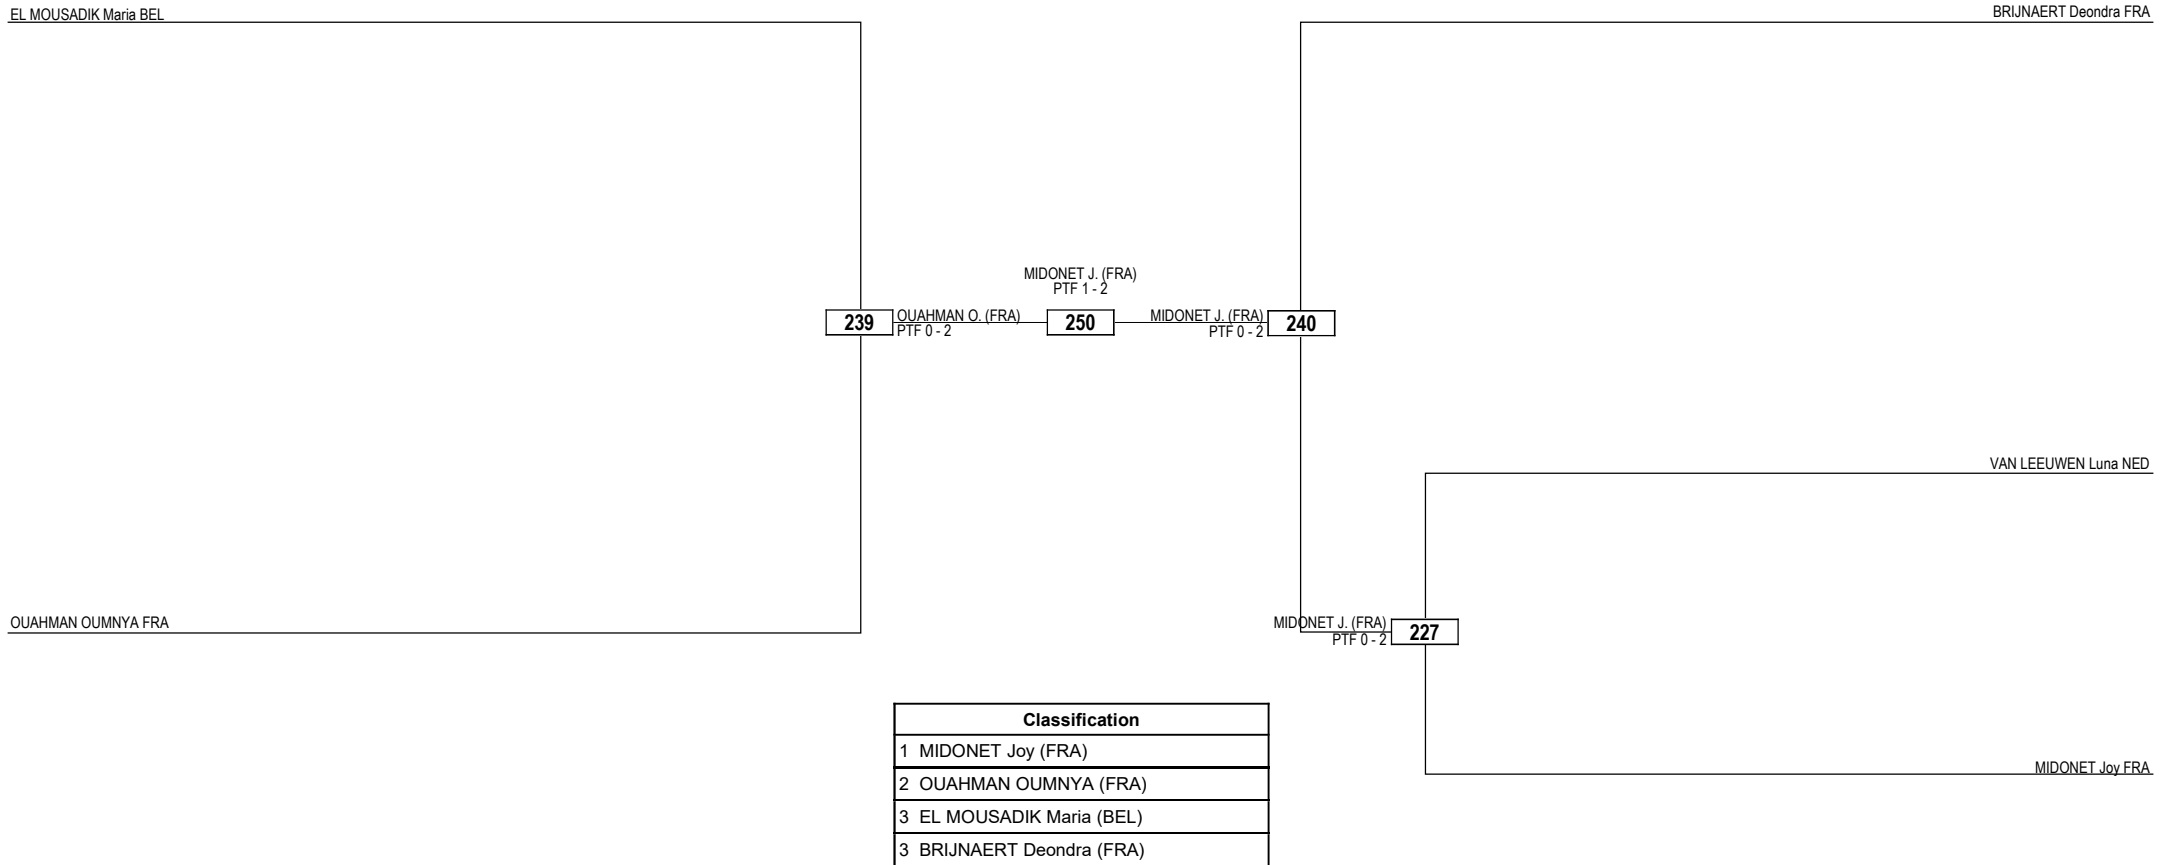 EL MOUSADIK Maria BEL
BRIJNAERT Deondra FRA
MIDONET J. (FRA)
PTF 1 - 2
239
OUAHMAN O. (FRA)
PTF 0 - 2
250
MIDONET J. (FRA)
PTF 0 - 2
240
VAN LEEUWEN Luna NED
OUAHMAN OUMNYA FRA
MIDONET J. (FRA)
PTF 0 - 2
227
MIDONET Joy FRA
Classification
1 MIDONET Joy (FRA)
2 OUAHMAN OUMNYA (FRA)
3 EL MOUSADIK Maria (BEL)
3 BRIJNAERT Deondra (FRA)